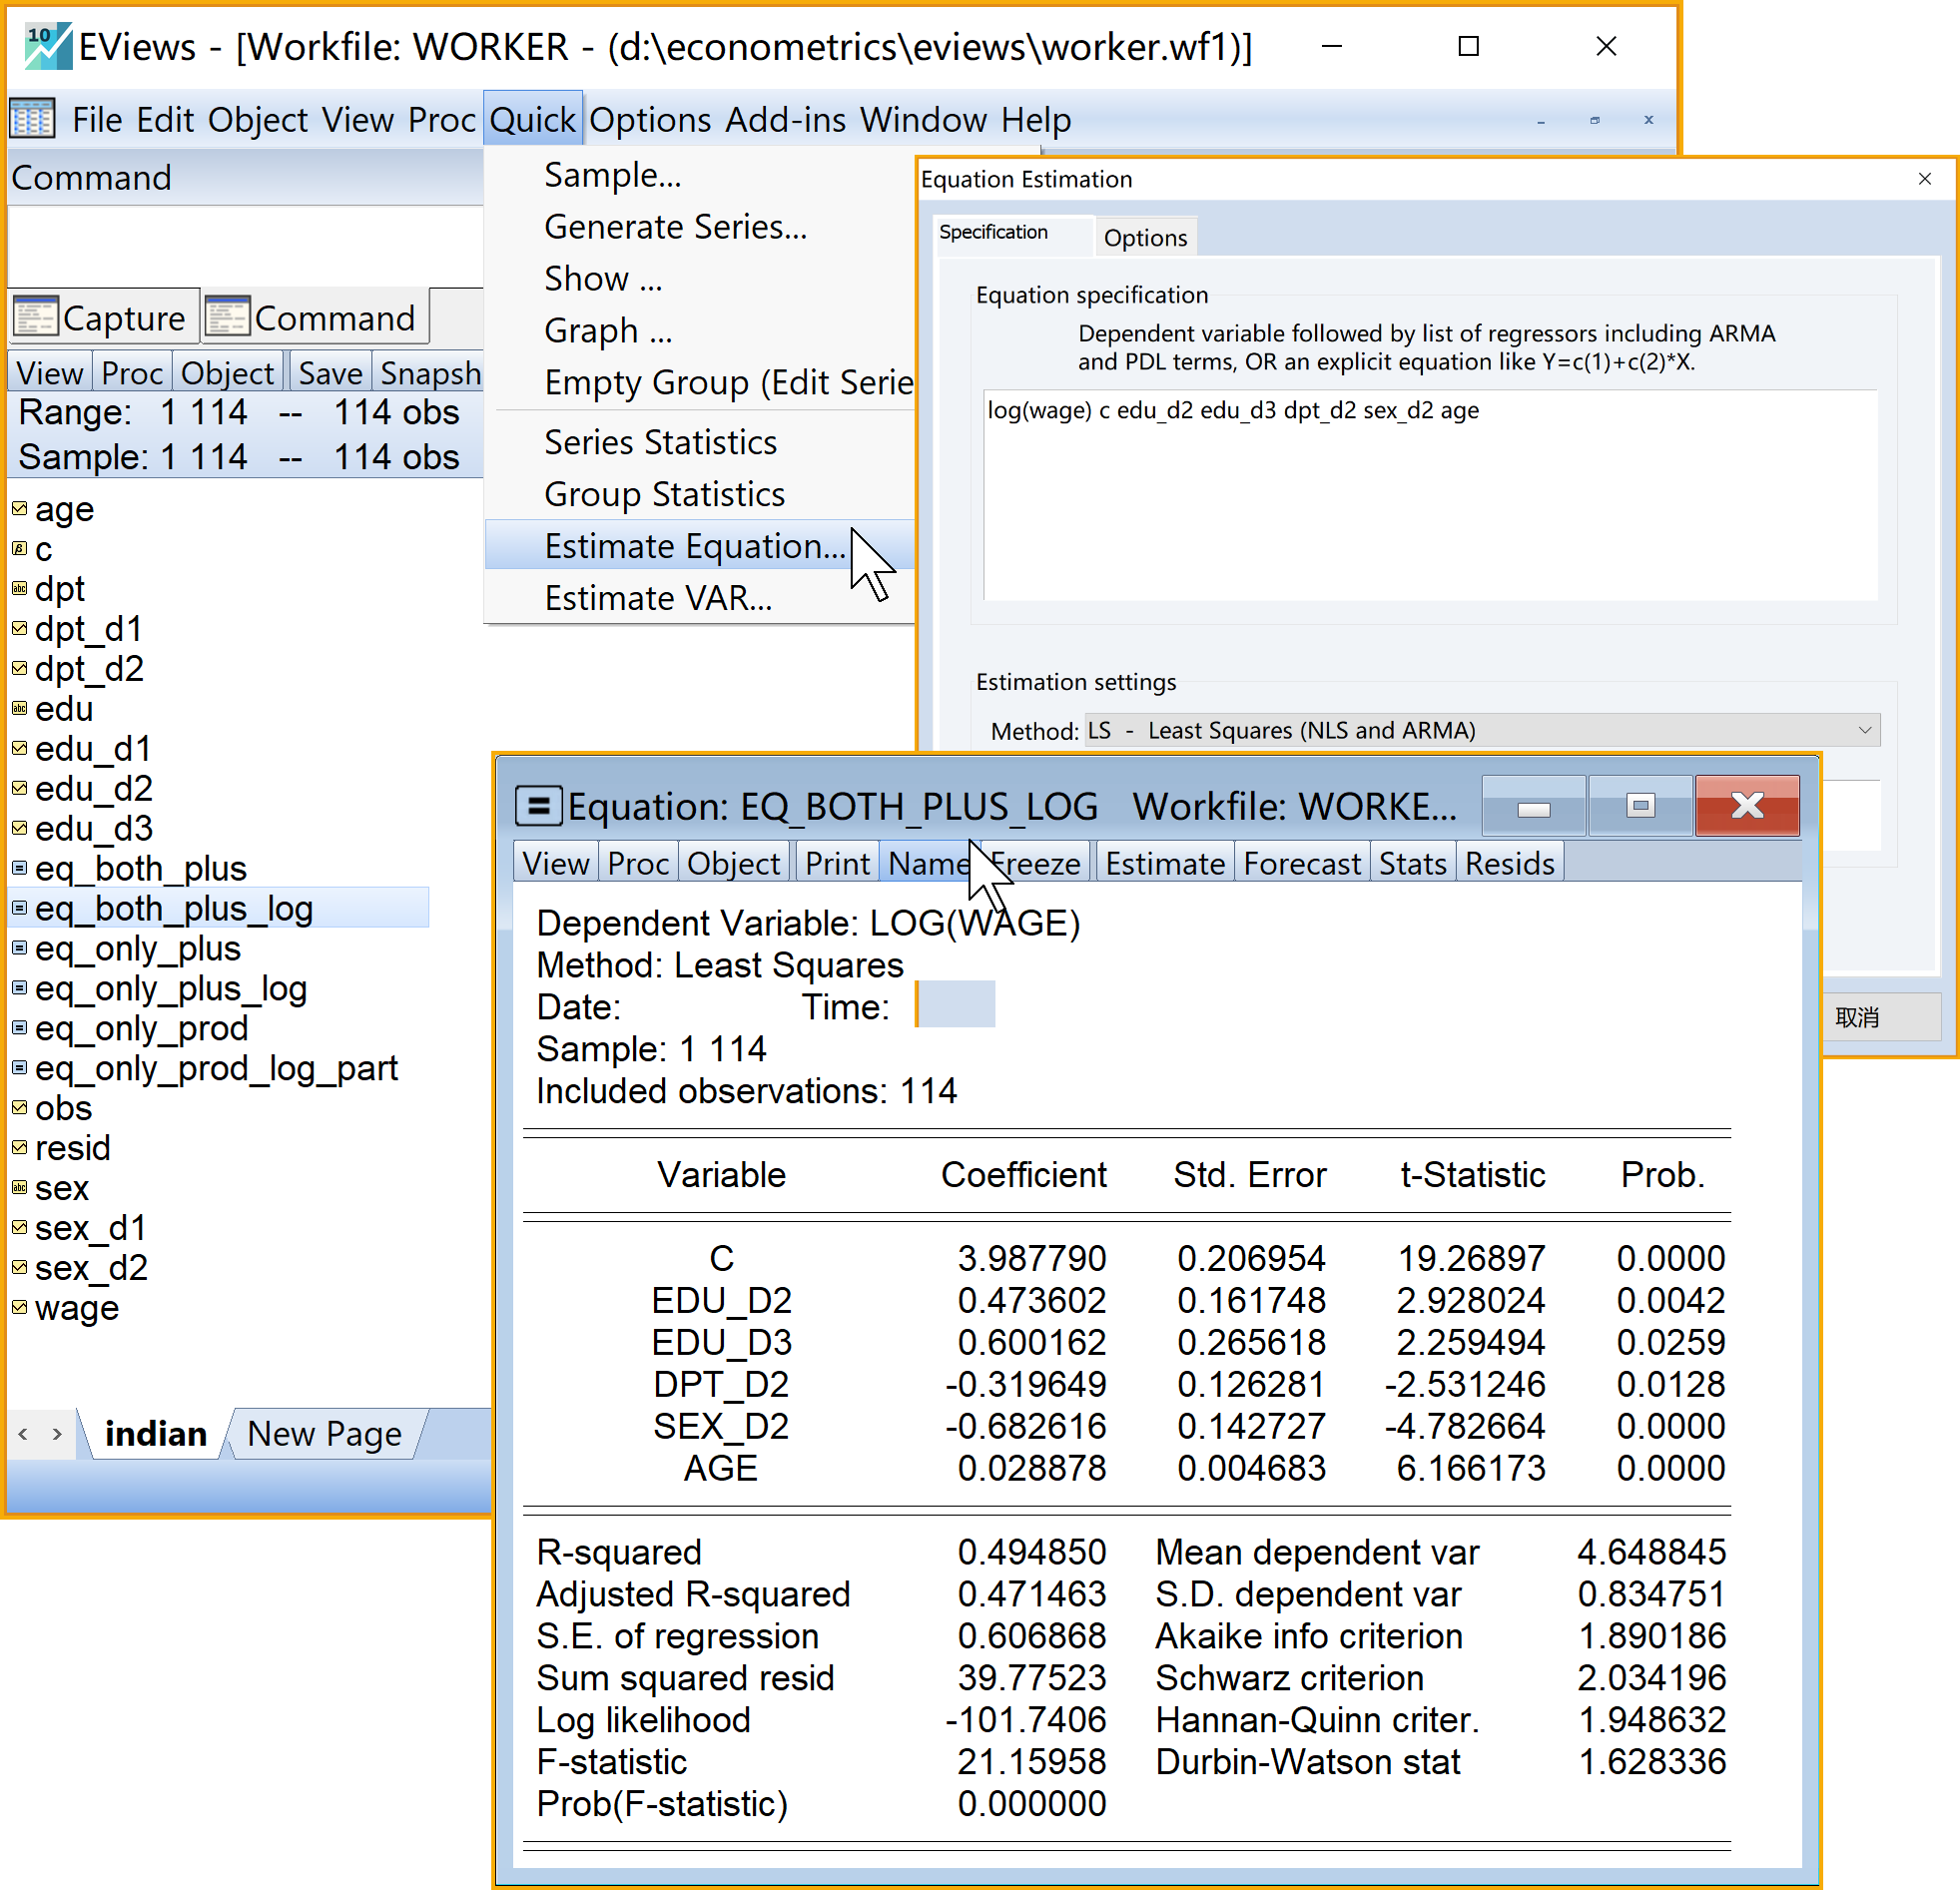 10 EViews - [Workfile: WORKER - (d:\econometrics\eviews\worker.wf1)]
File Edit Object View Proc Quick Options Add-ins Window Help
Command
Capture Command
View Proc Object Save Snapsh
Range: 1 114 -- 114 obs
Sample: 1 114 -- 114 obs
age
c
dpt
dpt_d1
dpt_d2
edu
edu_d1
edu_d2
edu_d3
eq_both_plus
eq_both_plus_log
eq_only_plus
eq_only_plus_log
eq_only_prod
eq_only_prod_log_part
obs
resid
sex
sex_d1
sex_d2
wage
indian New Page
Sample...
Generate Series...
Show ...
Graph ...
Empty Group (Edit Serie
Series Statistics
Group Statistics
Estimate Equation...
Estimate VAR...
Equation Estimation
Specification Options
Equation specification
Dependent variable followed by list of regressors including ARMA
and PDL terms, OR an explicit equation like Y=c(1)+c(2)*X.
log(wage) c edu_d2 edu_d3 dpt_d2 sex_d2 age
Estimation settings
Method: LS - Least Squares (NLS and ARMA)
取消
Equation: EQ_BOTH_PLUS_LOG Workfile: WORKE...
View Proc Object Print Name Freeze Estimate Forecast Stats Resids
Dependent Variable: LOG(WAGE)
Method: Least Squares
Date: Time:
Sample: 1 114
Included observations: 114
Variable Coefficient Std. Error t-Statistic Prob.
C 3.987790 0.206954 19.26897 0.0000
EDU_D2 0.473602 0.161748 2.928024 0.0042
EDU_D3 0.600162 0.265618 2.259494 0.0259
DPT_D2 -0.319649 0.126281 -2.531246 0.0128
SEX_D2 -0.682616 0.142727 -4.782664 0.0000
AGE 0.028878 0.004683 6.166173 0.0000
R-squared 0.494850 Mean dependent var 4.648845
Adjusted R-squared 0.471463 S.D. dependent var 0.834751
S.E. of regression 0.606868 Akaike info criterion 1.890186
Sum squared resid 39.77523 Schwarz criterion 2.034196
Log likelihood -101.7406 Hannan-Quinn criter. 1.948632
F-statistic 21.15958 Durbin-Watson stat 1.628336
Prob(F-statistic) 0.000000